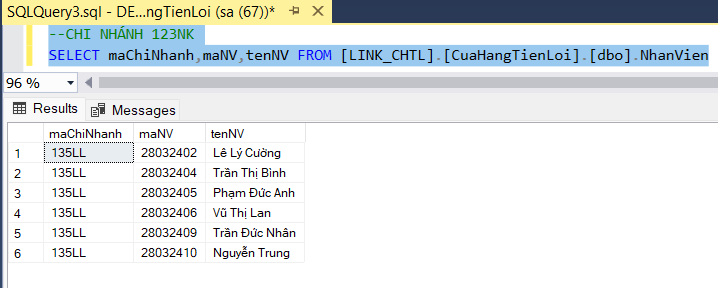 SQLQuery3.sql - DE...ngTienLoi (sa (67))*
--CHI NHÁNH 123NK
SELECT maChiNhanh,maNV,tenNV FROM [LINK_CHTL].[CuaHangTienLoi].[dbo].NhanVien
96 %
Results Messages
maChiNhanh maNV tenNV
1 135LL 28032402 Lê Lý Cường
2 135LL 28032404 Trần Thị Bình
3 135LL 28032405 Phạm Đức Anh
4 135LL 28032406 Vũ Thị Lan
5 135LL 28032409 Trần Đức Nhân
6 135LL 28032410 Nguyễn Trung